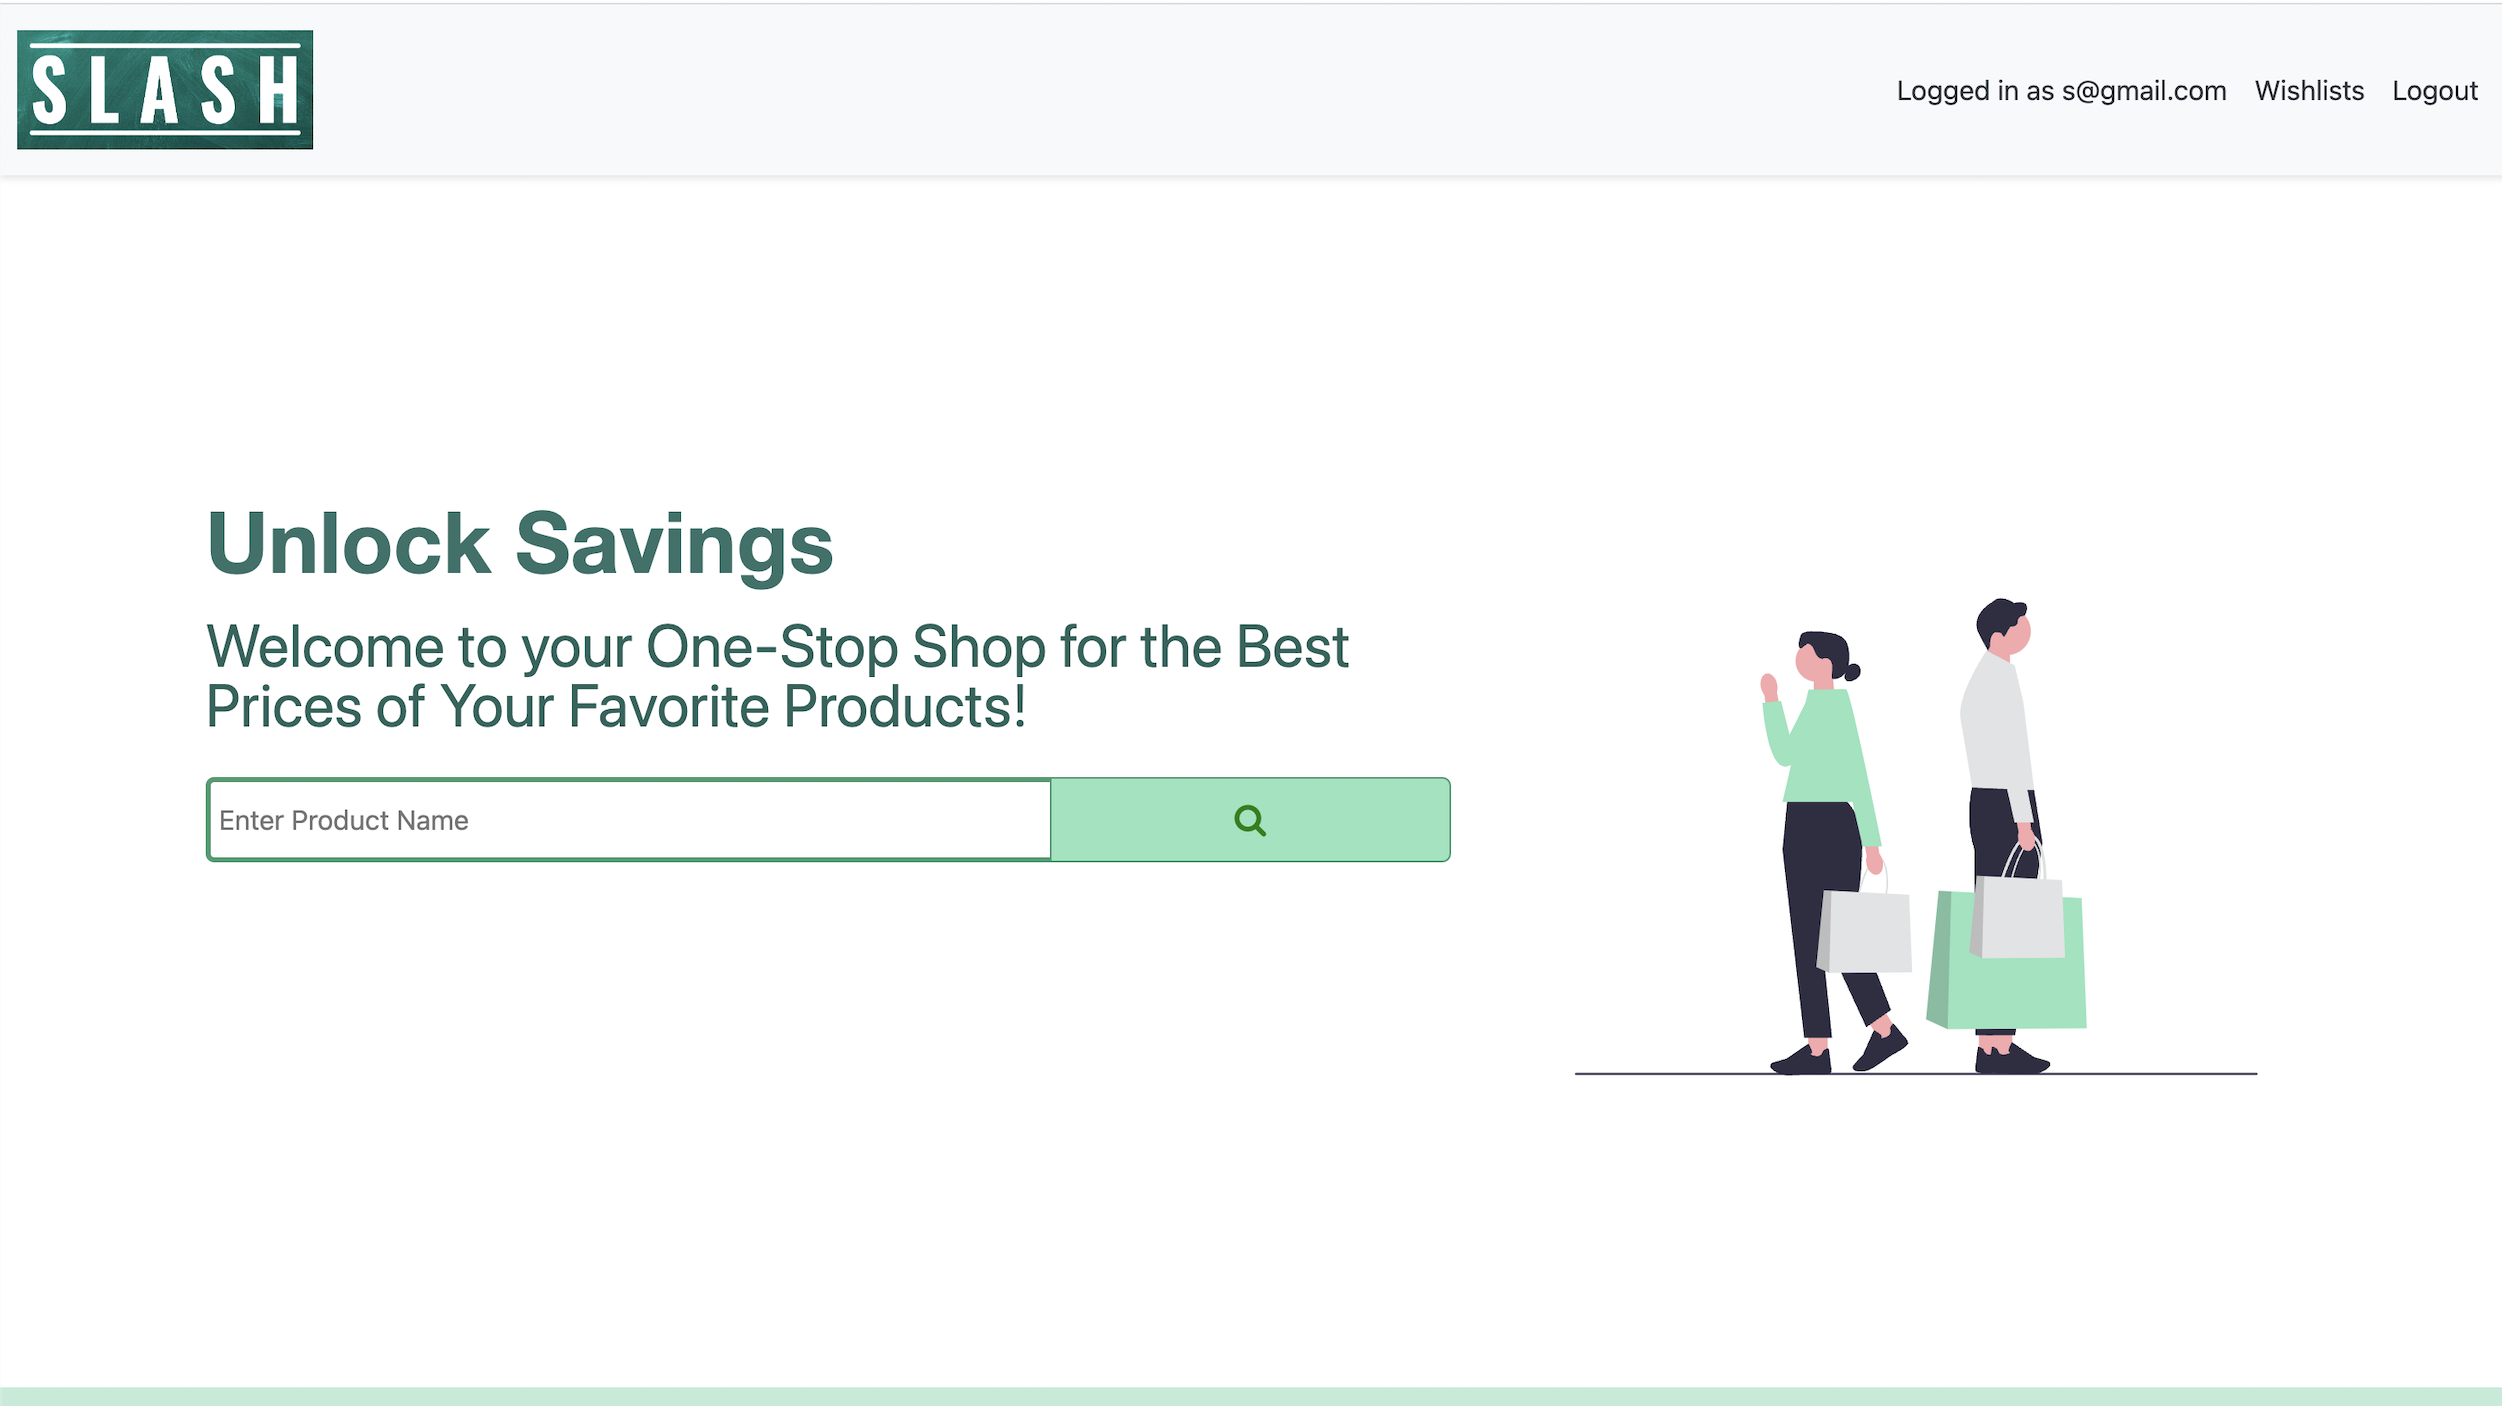 SLASH
Logged in as s@gmail.com Wishlists Logout
Unlock Savings
Welcome to your One-Stop Shop for the Best
Prices of Your Favorite Products!
Enter Product Name